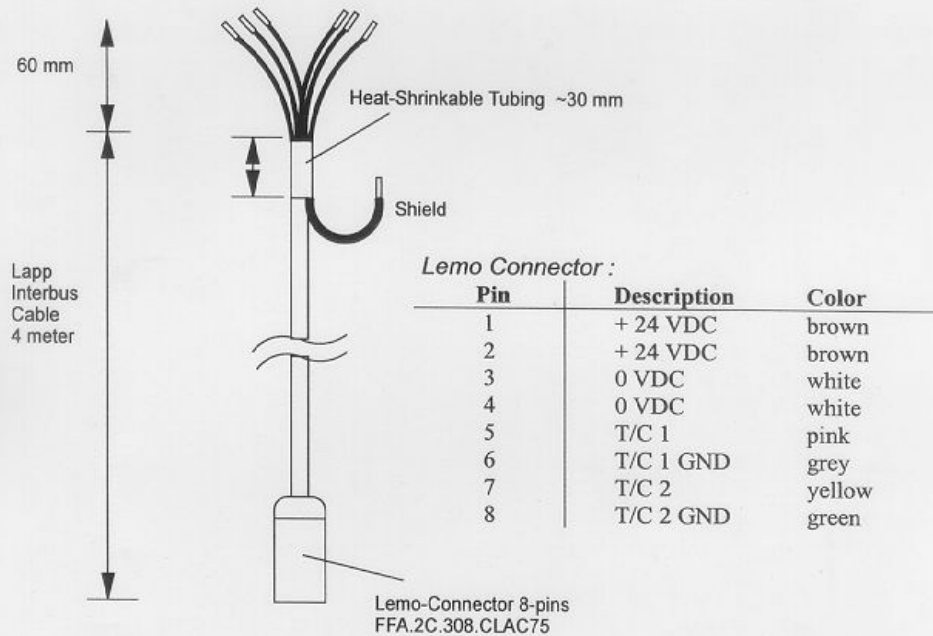 60 mm
Heat-Shrinkable Tubing ~30 mm
Shield
Lapp
Interbus
Cable
4 meter
Lemo Connector :
Pin Description Color
1 + 24 VDC brown
2 + 24 VDC brown
3 0 VDC white
4 0 VDC white
5 T/C 1 pink
6 T/C 1 GND grey
7 T/C 2 yellow
8 T/C 2 GND green
Lemo-Connector 8-pins
FFA.2C.308.CLAC75